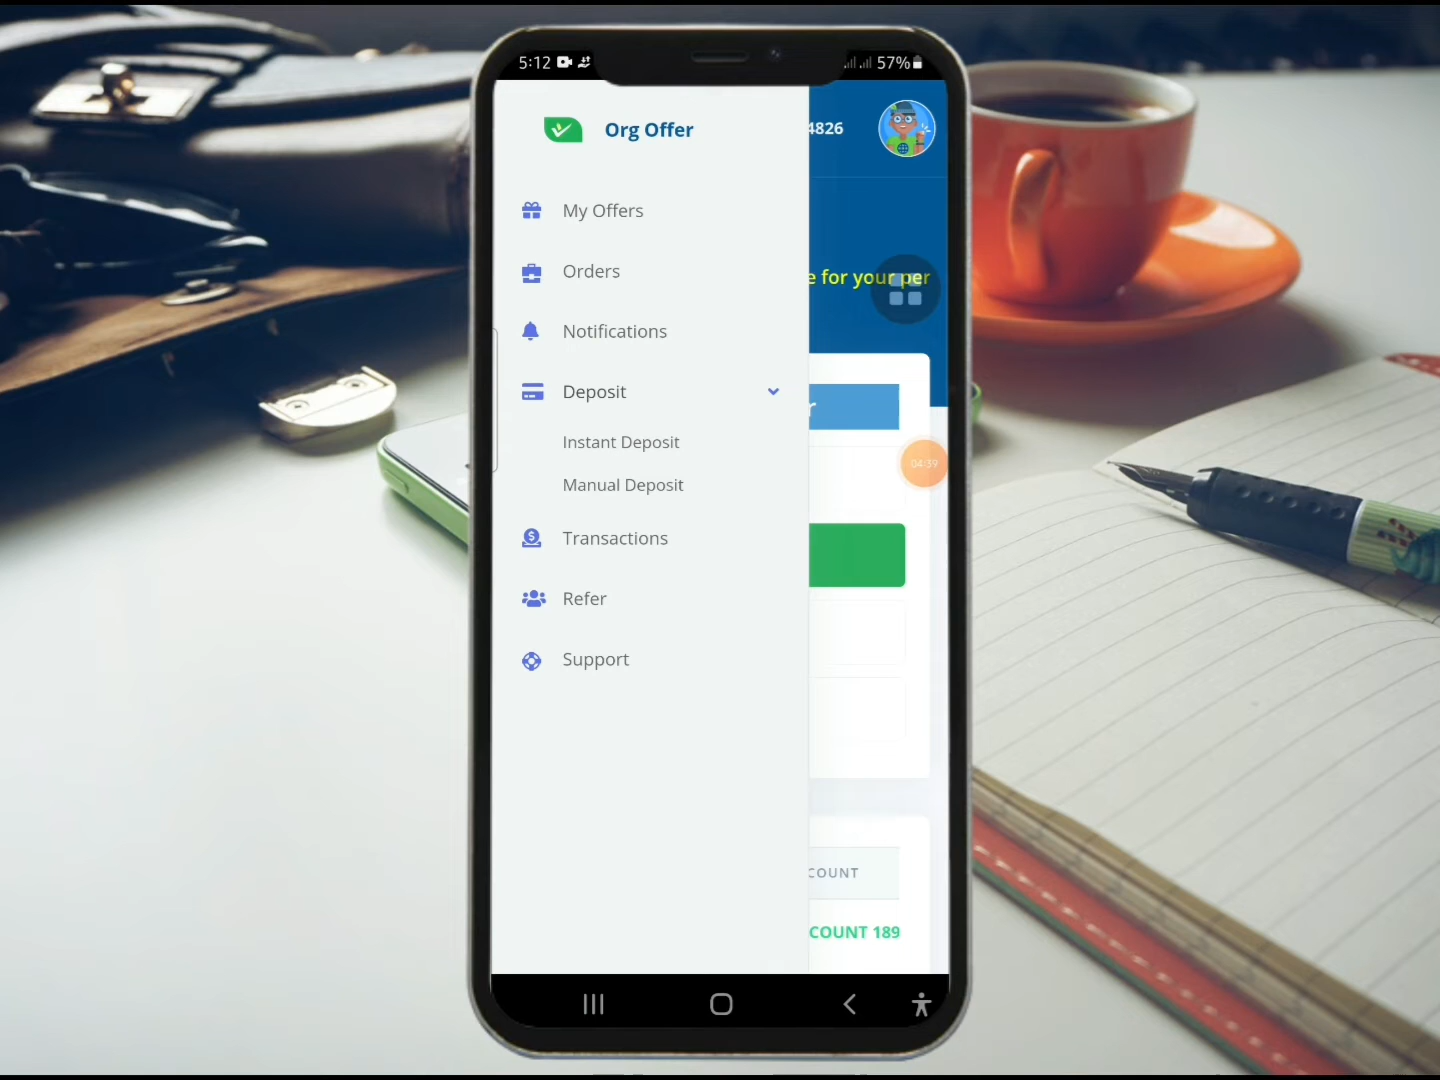 5:12
57%
Org Offer
4826
My Offers
Orders
e for your per
Notifications
Deposit
r
Instant Deposit
04:39
Manual Deposit
Transactions
Refer
Support
COUNT
COUNT 189